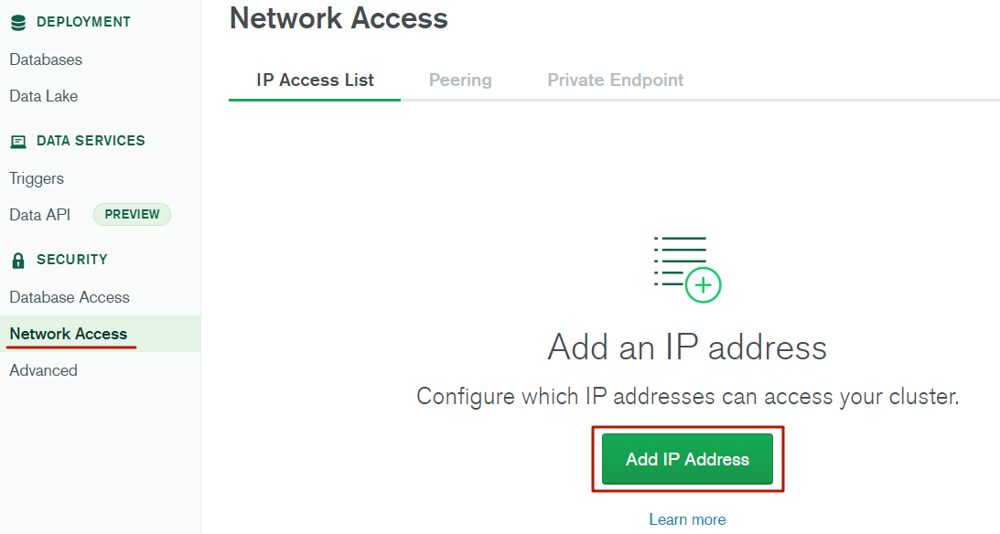 DEPLOYMENT
Databases
Data Lake
DATA SERVICES
Triggers
Data API PREVIEW
SECURITY
Database Access
Network Access
Advanced
Network Access
IP Access List Peering Private Endpoint
Add an IP address
Configure which IP addresses can access your cluster.
Add IP Address
Learn more